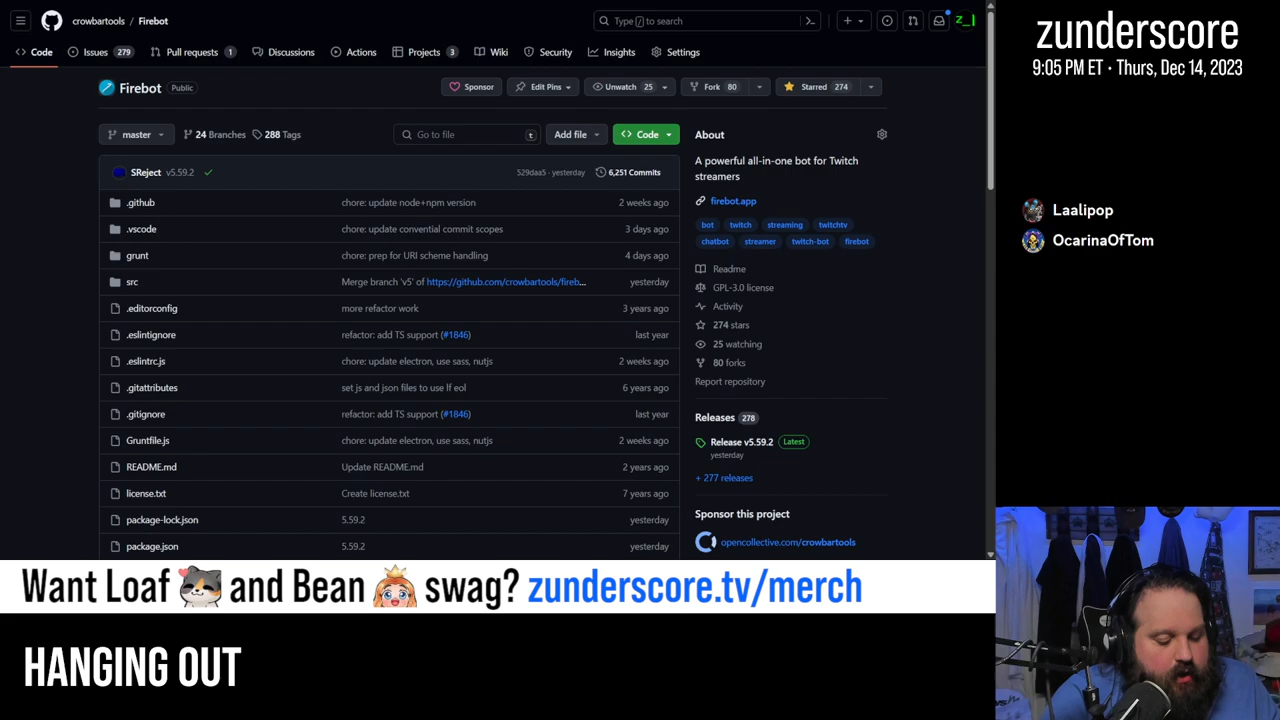 crowbartools / Firebot
Type / to search
Code
Issues 279
Pull requests 1
Discussions
Actions
Projects 3
Wiki
Security
Insights
Settings
Firebot Public
Sponsor
Edit Pins
Unwatch 25
Fork 80
Starred 274
master
24 Branches
288 Tags
Go to file t
Add file
Code
SReject v5.59.2 529daa5 · yesterday 6,251 Commits
.github chore: update node+npm version 2 weeks ago
.vscode chore: update convential commit scopes 3 days ago
grunt chore: prep for URI scheme handling 4 days ago
src Merge branch 'v5' of https://github.com/crowbartools/fireb... yesterday
.editorconfig more refactor work 3 years ago
.eslintignore refactor: add TS support (#1846) last year
.eslintrc.js chore: update electron, use sass, nutjs 2 weeks ago
.gitattributes set js and json files to use lf eol 6 years ago
.gitignore refactor: add TS support (#1846) last year
Gruntfile.js chore: update electron, use sass, nutjs 2 weeks ago
README.md Update README.md 2 years ago
license.txt Create license.txt 7 years ago
package-lock.json 5.59.2 yesterday
package.json 5.59.2 yesterday
About
A powerful all-in-one bot for Twitch
streamers
firebot.app
bot twitch streaming twitchtv
chatbot streamer twitch-bot firebot
Readme
GPL-3.0 license
Activity
274 stars
25 watching
80 forks
Report repository
Releases 278
Release v5.59.2 Latest
yesterday
+ 277 releases
Sponsor this project
opencollective.com/crowbartools
zunderscore
9:05 PM ET • Thurs, Dec 14, 2023
Laalipop
OcarinaOfTom
Want Loaf and Bean swag? zunderscore.tv/merch
HANGING OUT